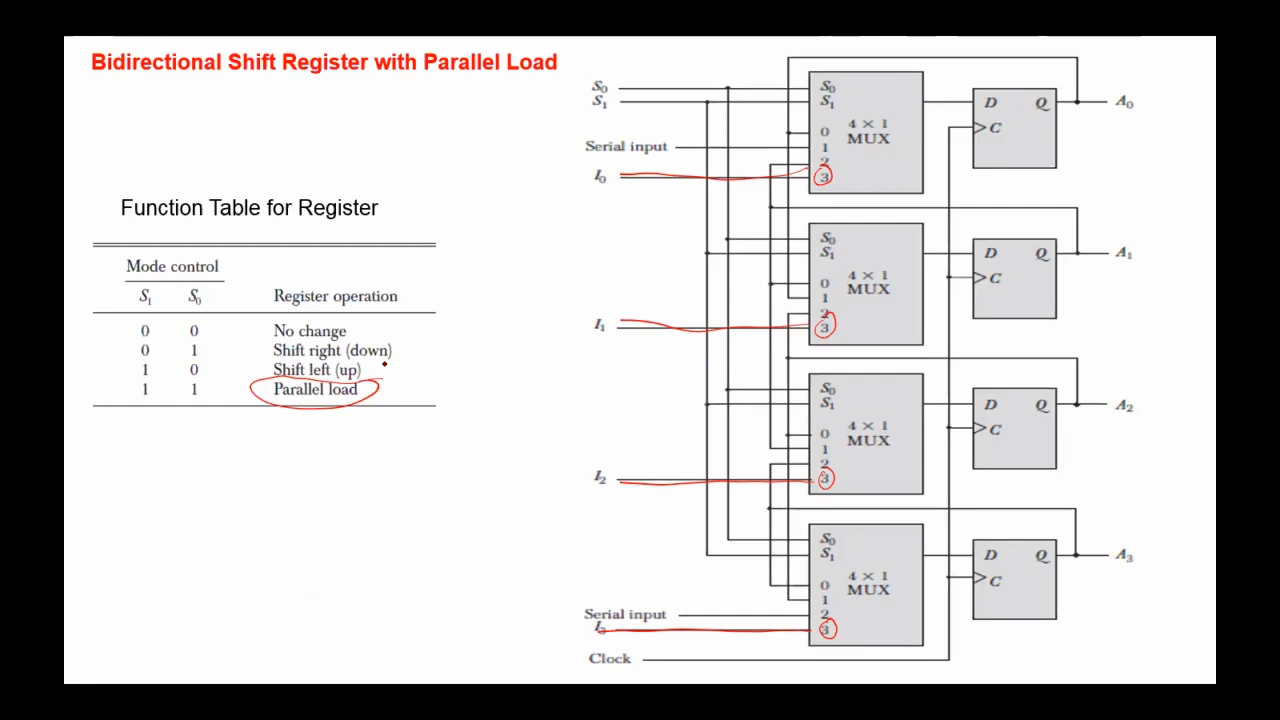 Bidirectional Shift Register with Parallel Load
Function Table for Register
Mode control
S1 S0 Register operation
0 0 No change
0 1 Shift right (down)
1 0 Shift left (up)
1 1 Parallel load
S0
S1
Serial input
I0
S0
S1
4 × 1
MUX
0
1
2
3
D Q
C
A0
I1
S0
S1
4 × 1
MUX
0
1
2
3
D Q
C
A1
I2
S0
S1
4 × 1
MUX
0
1
2
3
D Q
C
A2
Serial input
I3
S0
S1
4 × 1
MUX
0
1
2
3
D Q
C
A3
Clock